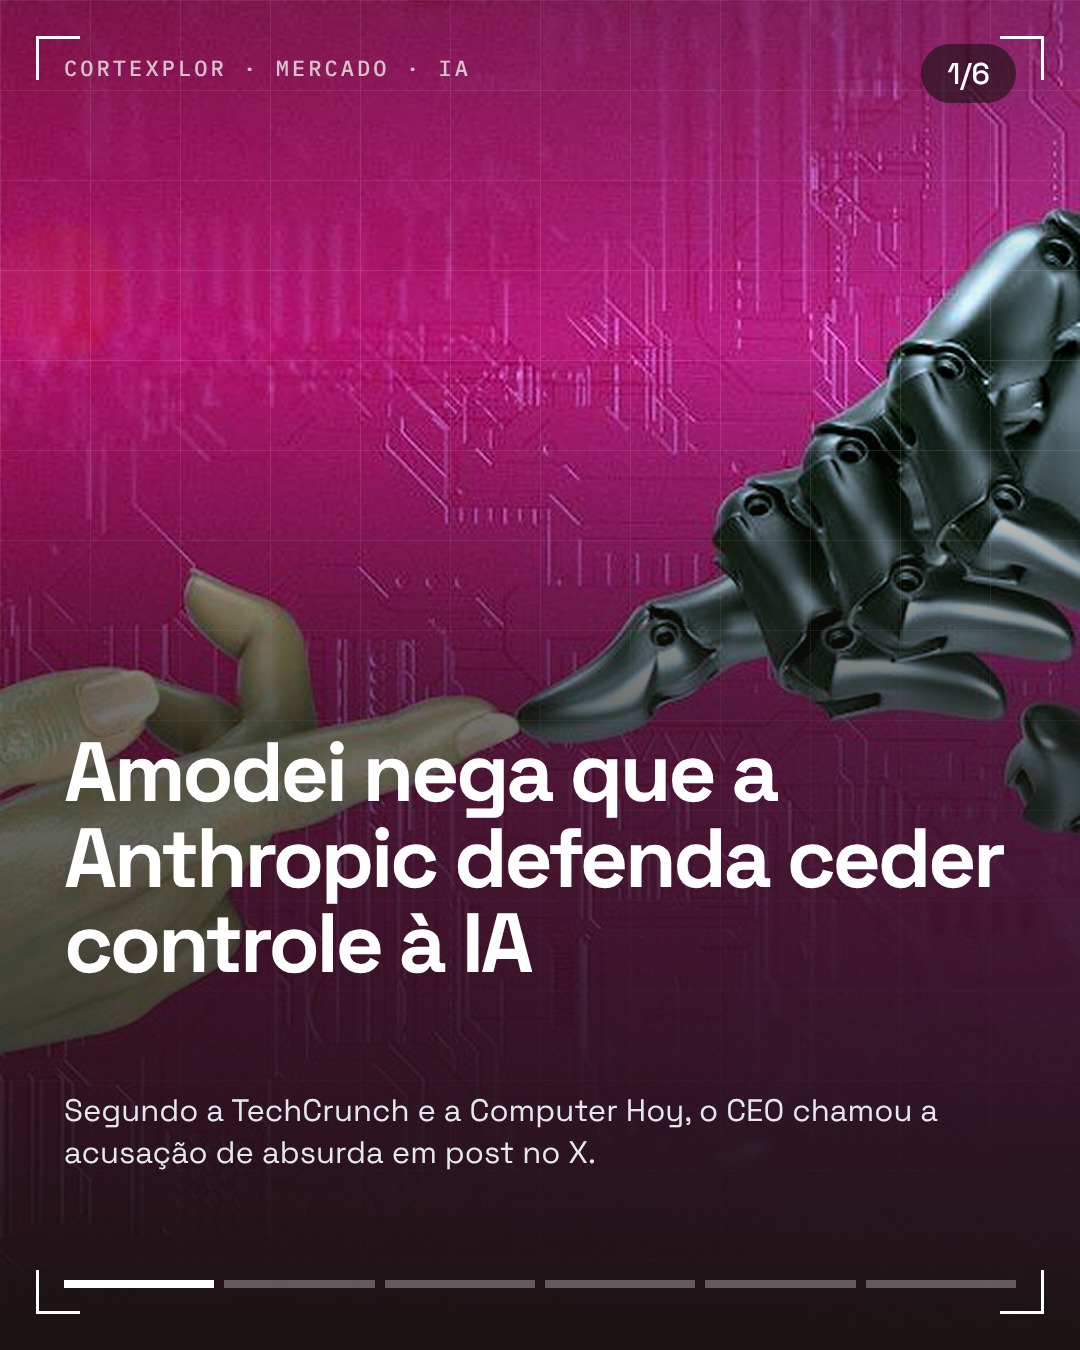 CORTEXPLOR · MERCADO · IA
1/6
Amodei nega que a
Anthropic defenda ceder
controle à IA
Segundo a TechCrunch e a Computer Hoy, o CEO chamou a
acusação de absurda em post no X.